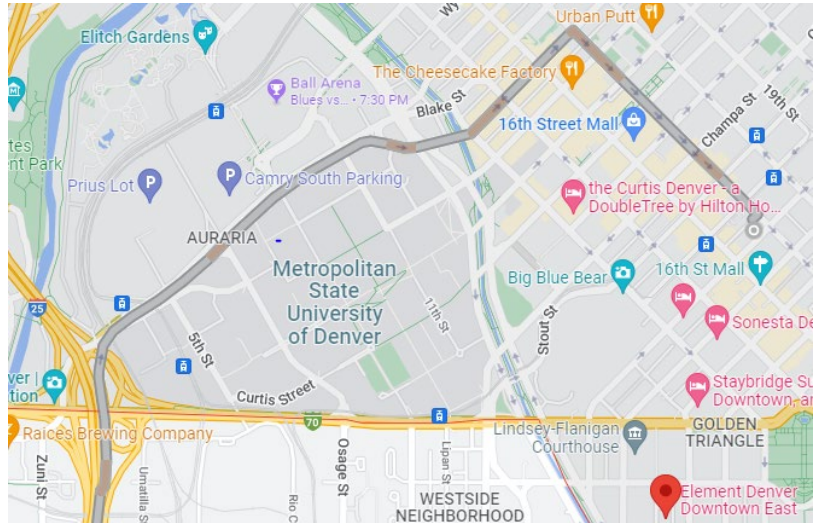 Elitch Gardens
Urban Putt
Ball Arena
Blues vs... • 7:30 PM
The Cheesecake Factory
Blake St
16th Street Mall
Champa St
19th St
Prius Lot
Camry South Parking
the Curtis Denver - a
DoubleTree by Hilton Ho...
AURARIA
Metropolitan
State
University
of Denver
16th St Mall
Big Blue Bear
25
11th St
Stout St
Sonesta De
5th St
Curtis Street
Staybridge Su
Downtown, an
70
Raices Brewing Company
Lindsey-Flanigan
Courthouse
GOLDEN
TRIANGLE
Zuni St
Umatilla St
Rio C
Osage St
Lipan St
WESTSIDE
NEIGHBORHOOD
Element Denver
Downtown East